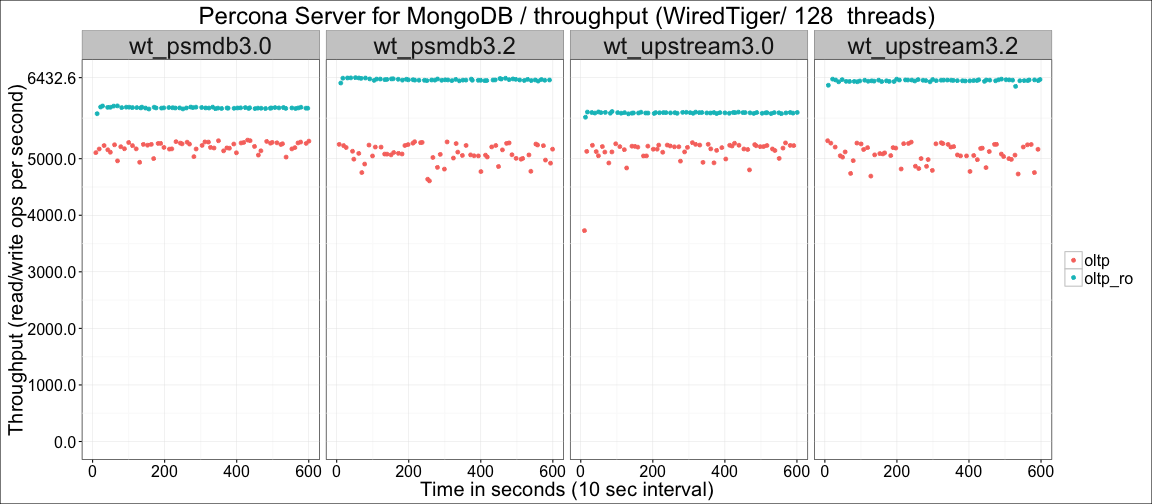 Percona Server for MongoDB / throughput (WiredTiger/ 128  threads)
wt_psmdb3.0 wt_psmdb3.2 wt_upstream3.0 wt_upstream3.2
Throughput (read/write ops per second)
6432.6
5000.0
4000.0
3000.0
2000.0
1000.0
0.0
0 200 400 600 0 200 400 600 0 200 400 600 0 200 400 600
Time in seconds (10 sec interval)
oltp
oltp_ro